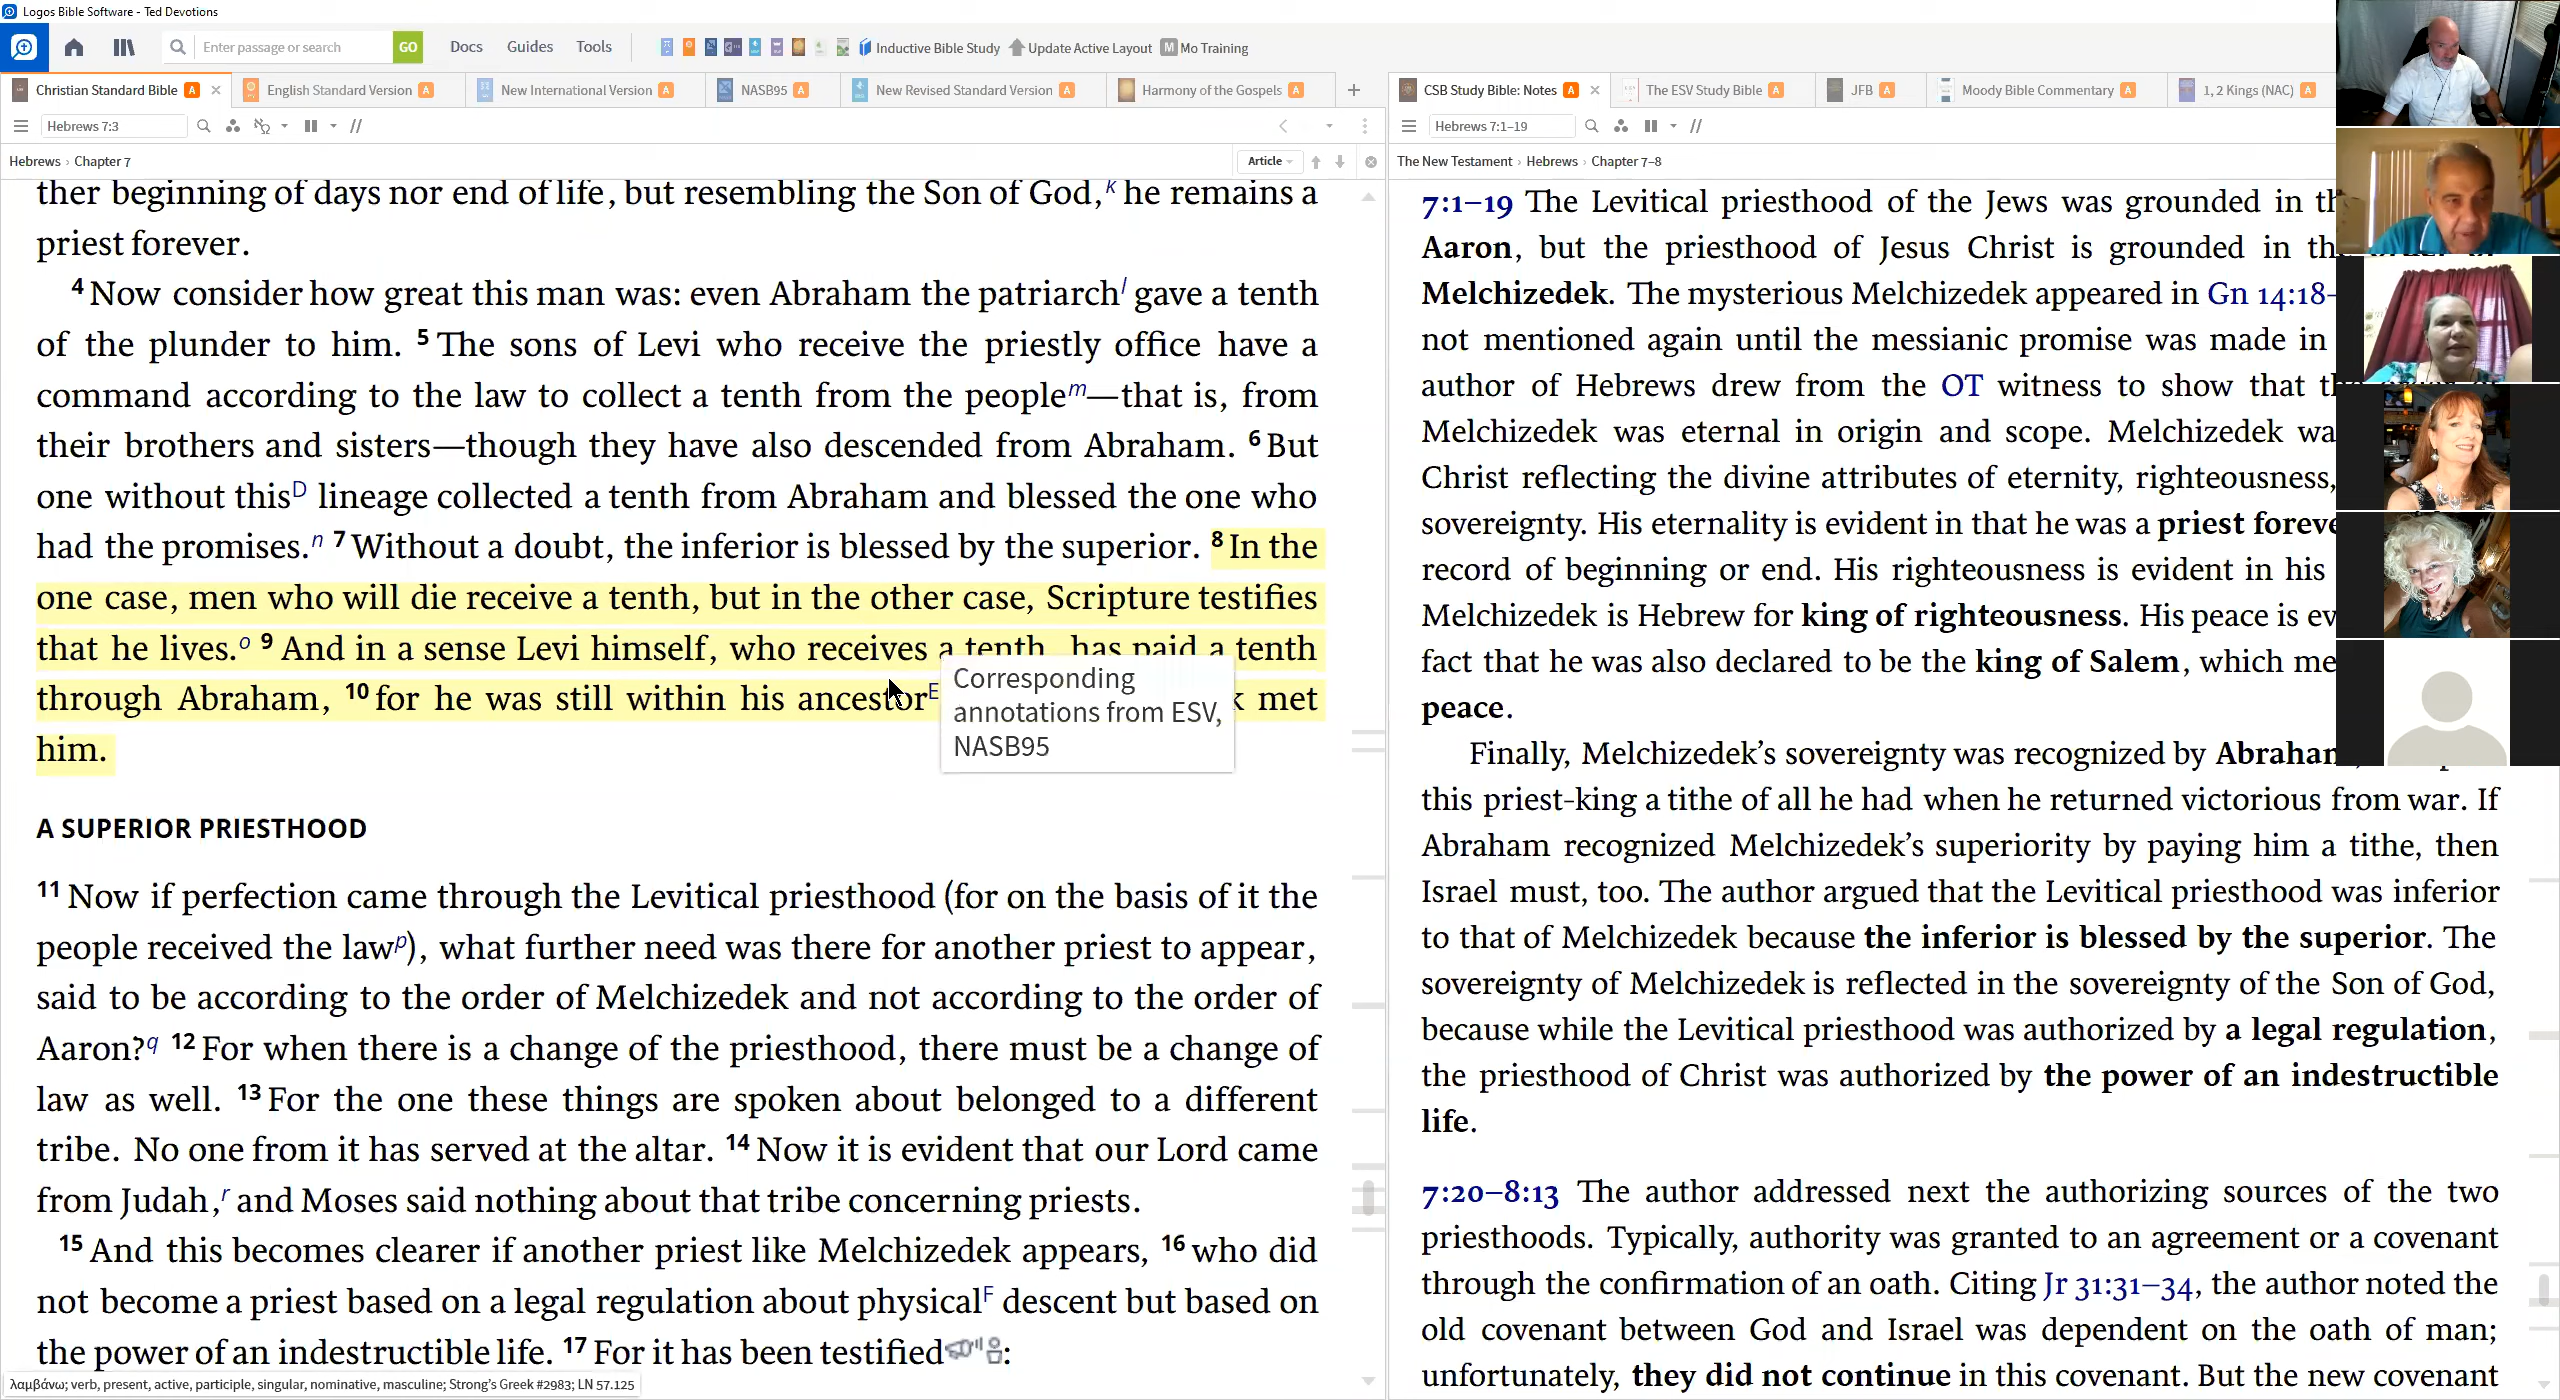 Logos Bible Software - Ted Devotions
Enter passage or search GO Docs Guides Tools Inductive Bible Study Update Active Layout M Mo Training
Christian Standard Bible A English Standard Version A New International Version A NASB95 A New Revised Standard Version A Harmony of the Gospels A
Hebrews 7:3
Hebrews › Chapter 7 Article
ther beginning of days nor end of life, but resembling the Son of God,k he remains a
priest forever.
4 Now consider how great this man was: even Abraham the patriarchl gave a tenth
of the plunder to him. 5 The sons of Levi who receive the priestly office have a
command according to the law to collect a tenth from the peoplem—that is, from
their brothers and sisters—though they have also descended from Abraham. 6 But
one without thisD lineage collected a tenth from Abraham and blessed the one who
had the promises.n 7 Without a doubt, the inferior is blessed by the superior. 8 In the
one case, men who will die receive a tenth, but in the other case, Scripture testifies
that he lives.o 9 And in a sense Levi himself, who receives a tenth, has paid a tenth
through Abraham, 10 for he was still within his ancestorE k met
him.
Corresponding
annotations from ESV,
NASB95
A SUPERIOR PRIESTHOOD
11 Now if perfection came through the Levitical priesthood (for on the basis of it the
people received the lawp), what further need was there for another priest to appear,
said to be according to the order of Melchizedek and not according to the order of
Aaron?q 12 For when there is a change of the priesthood, there must be a change of
law as well. 13 For the one these things are spoken about belonged to a different
tribe. No one from it has served at the altar. 14 Now it is evident that our Lord came
from Judah,r and Moses said nothing about that tribe concerning priests.
15 And this becomes clearer if another priest like Melchizedek appears, 16 who did
not become a priest based on a legal regulation about physicalF descent but based on
the power of an indestructible life. 17 For it has been testified:
λαμβάνω; verb, present, active, participle, singular, nominative, masculine; Strong's Greek #2983; LN 57.125
CSB Study Bible: Notes A The ESV Study Bible A JFB A Moody Bible Commentary A 1, 2 Kings (NAC) A
Hebrews 7:1–19
The New Testament › Hebrews › Chapter 7–8
7:1–19 The Levitical priesthood of the Jews was grounded in th
Aaron, but the priesthood of Jesus Christ is grounded in th
Melchizedek. The mysterious Melchizedek appeared in Gn 14:18–
not mentioned again until the messianic promise was made in
author of Hebrews drew from the OT witness to show that th
Melchizedek was eternal in origin and scope. Melchizedek wa
Christ reflecting the divine attributes of eternity, righteousness,
sovereignty. His eternality is evident in that he was a priest foreve
record of beginning or end. His righteousness is evident in his
Melchizedek is Hebrew for king of righteousness. His peace is ev
fact that he was also declared to be the king of Salem, which me
peace.
Finally, Melchizedek's sovereignty was recognized by Abraham
this priest-king a tithe of all he had when he returned victorious from war. If
Abraham recognized Melchizedek's superiority by paying him a tithe, then
Israel must, too. The author argued that the Levitical priesthood was inferior
to that of Melchizedek because the inferior is blessed by the superior. The
sovereignty of Melchizedek is reflected in the sovereignty of the Son of God,
because while the Levitical priesthood was authorized by a legal regulation,
the priesthood of Christ was authorized by the power of an indestructible
life.
7:20–8:13 The author addressed next the authorizing sources of the two
priesthoods. Typically, authority was granted to an agreement or a covenant
through the confirmation of an oath. Citing Jr 31:31–34, the author noted the
old covenant between God and Israel was dependent on the oath of man;
unfortunately, they did not continue in this covenant. But the new covenant